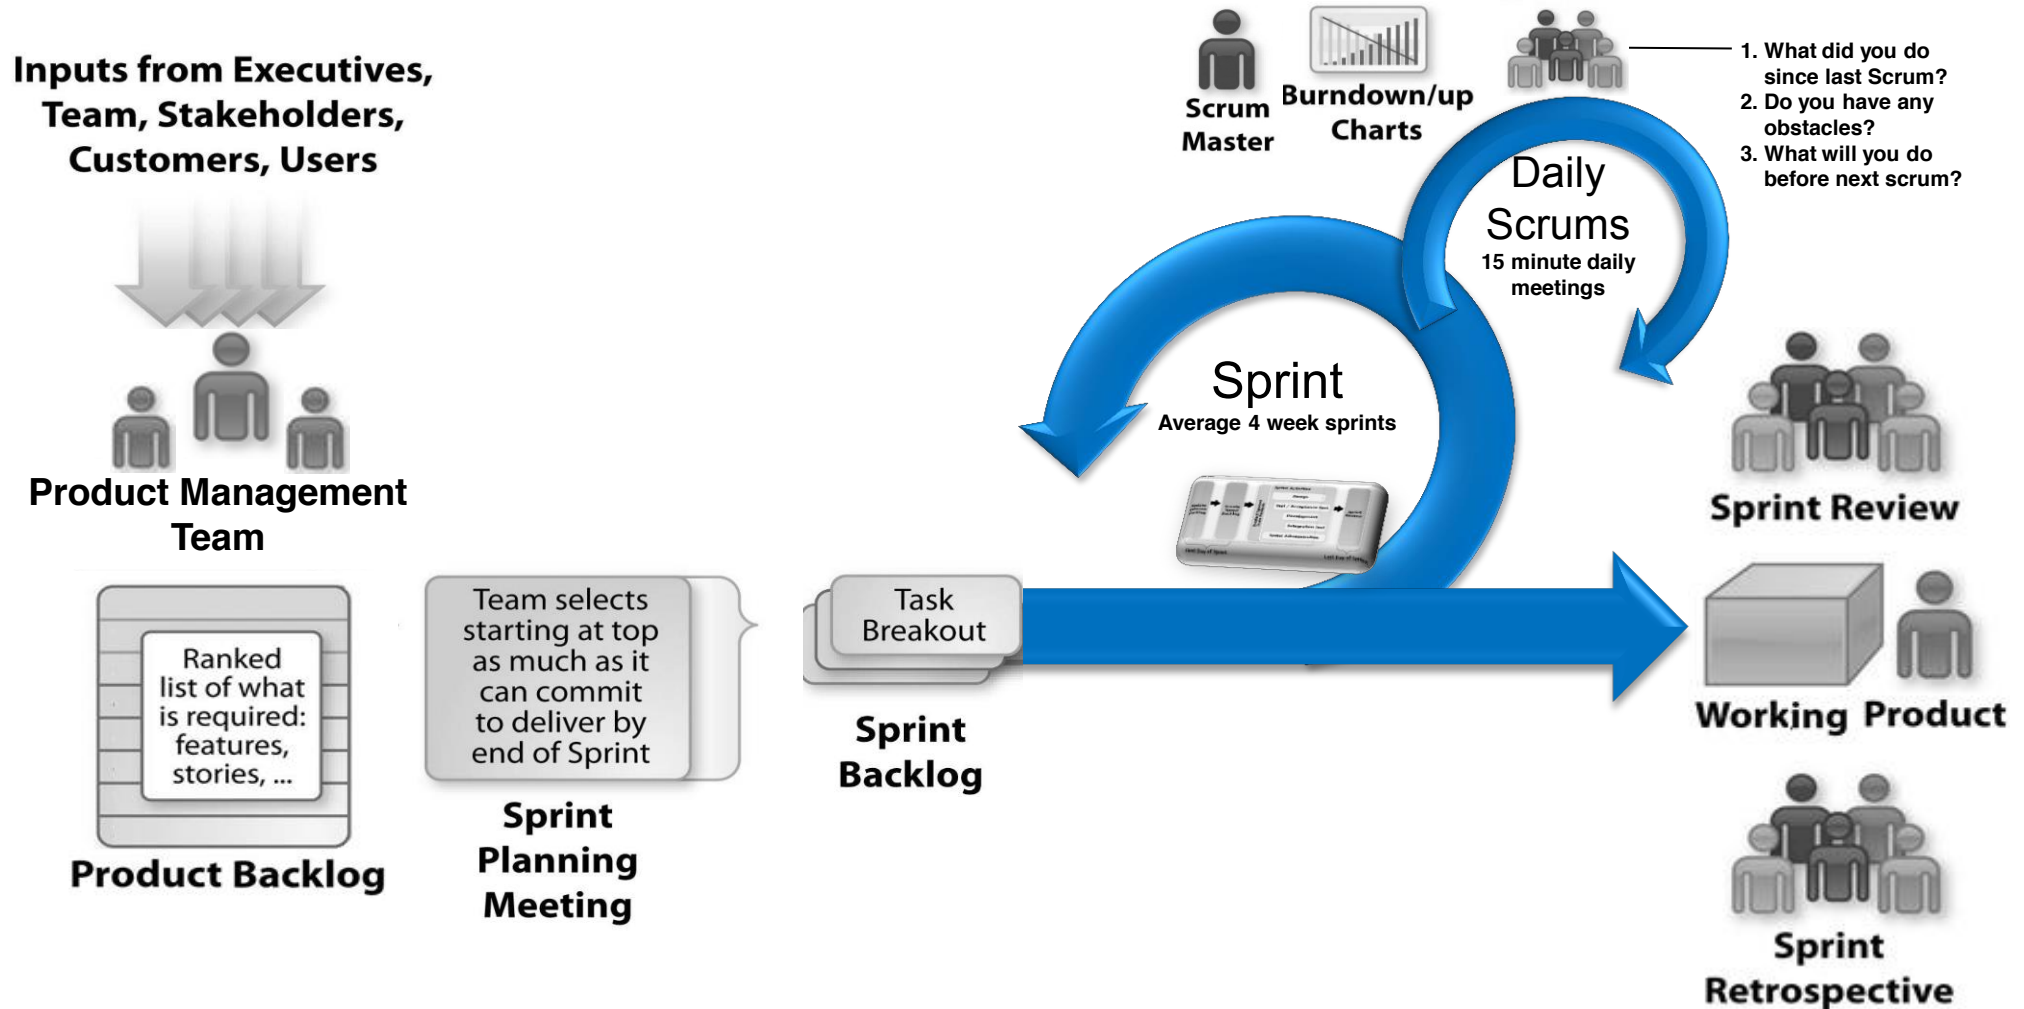 Inputs from Executives,
Team, Stakeholders,
Customers, Users
Product Management
Team
Ranked
list of what
is required:
features,
stories, ...
Product Backlog
Team selects
starting at top
as much as it
can commit
to deliver by
end of Sprint
Sprint
Planning
Meeting
Task
Breakout
Sprint
Backlog
Scrum
Master
Burndown/up
Charts
1. What did you do
since last Scrum?
2. Do you have any
obstacles?
3. What will you do
before next scrum?
Daily
Scrums
15 minute daily
meetings
Sprint
Average 4 week sprints
Sprint Review
Working Product
Sprint
Retrospective